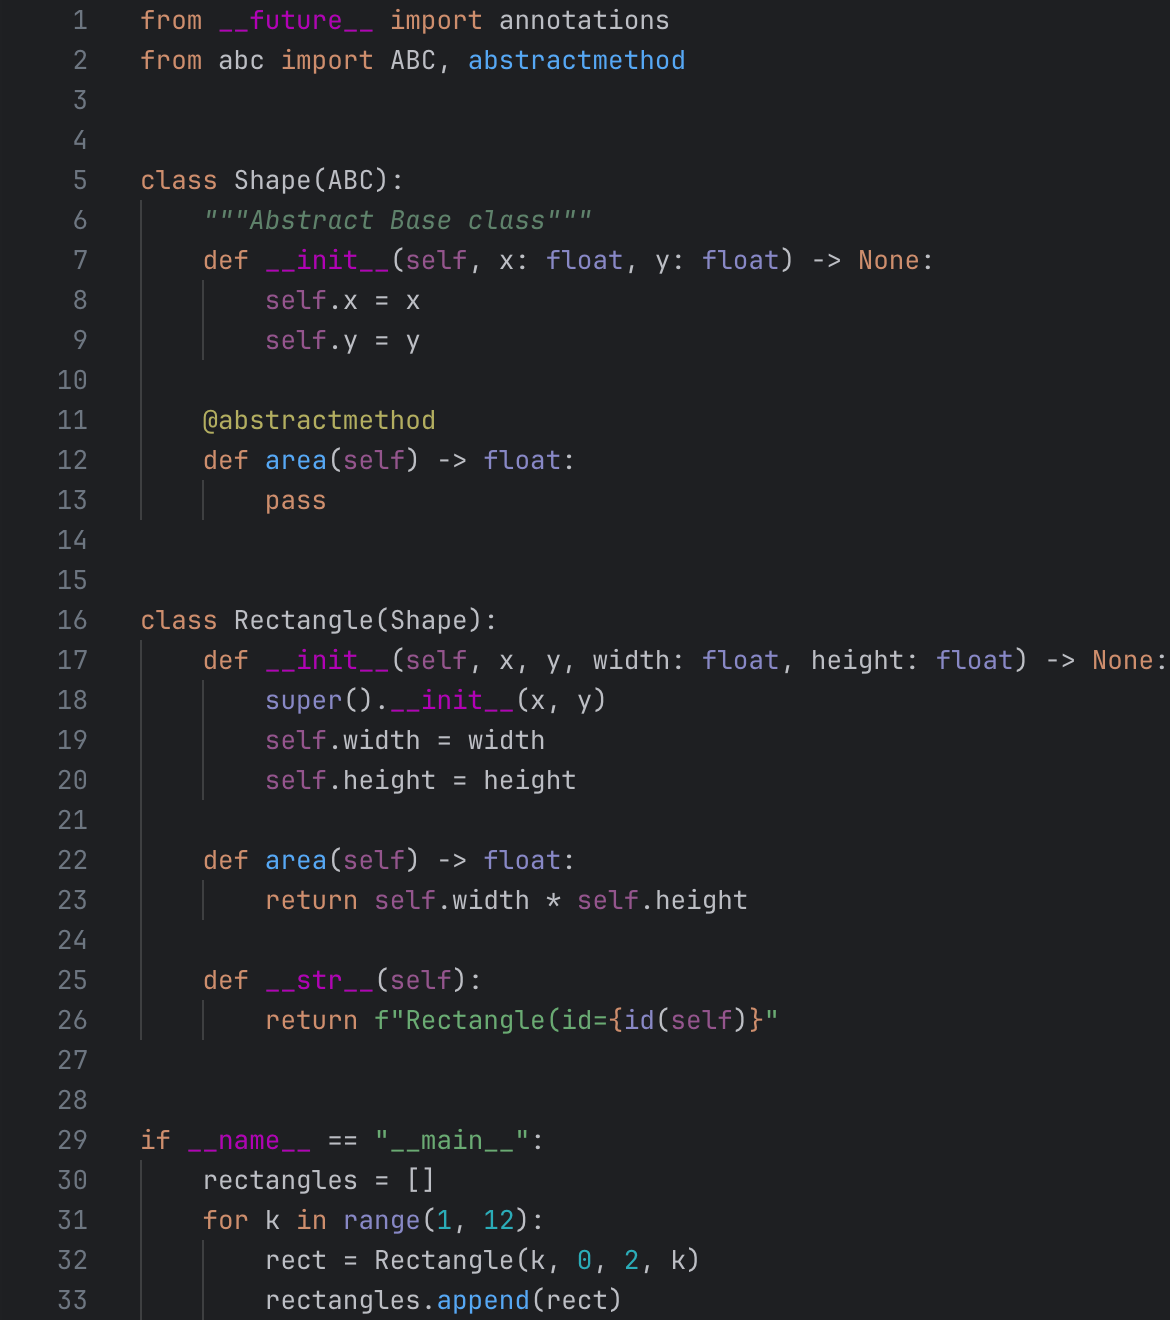 1 from __future__ import annotations
2 from abc import ABC, abstractmethod
3
4
5 class Shape(ABC):
6     """Abstract Base class"""
7     def __init__(self, x: float, y: float) -> None:
8         self.x = x
9         self.y = y
10
11     @abstractmethod
12     def area(self) -> float:
13         pass
14
15
16 class Rectangle(Shape):
17     def __init__(self, x, y, width: float, height: float) -> None:
18         super().__init__(x, y)
19         self.width = width
20         self.height = height
21
22     def area(self) -> float:
23         return self.width * self.height
24
25     def __str__(self):
26         return f"Rectangle(id={id(self)}"
27
28
29 if __name__ == "__main__":
30     rectangles = []
31     for k in range(1, 12):
32         rect = Rectangle(k, 0, 2, k)
33         rectangles.append(rect)